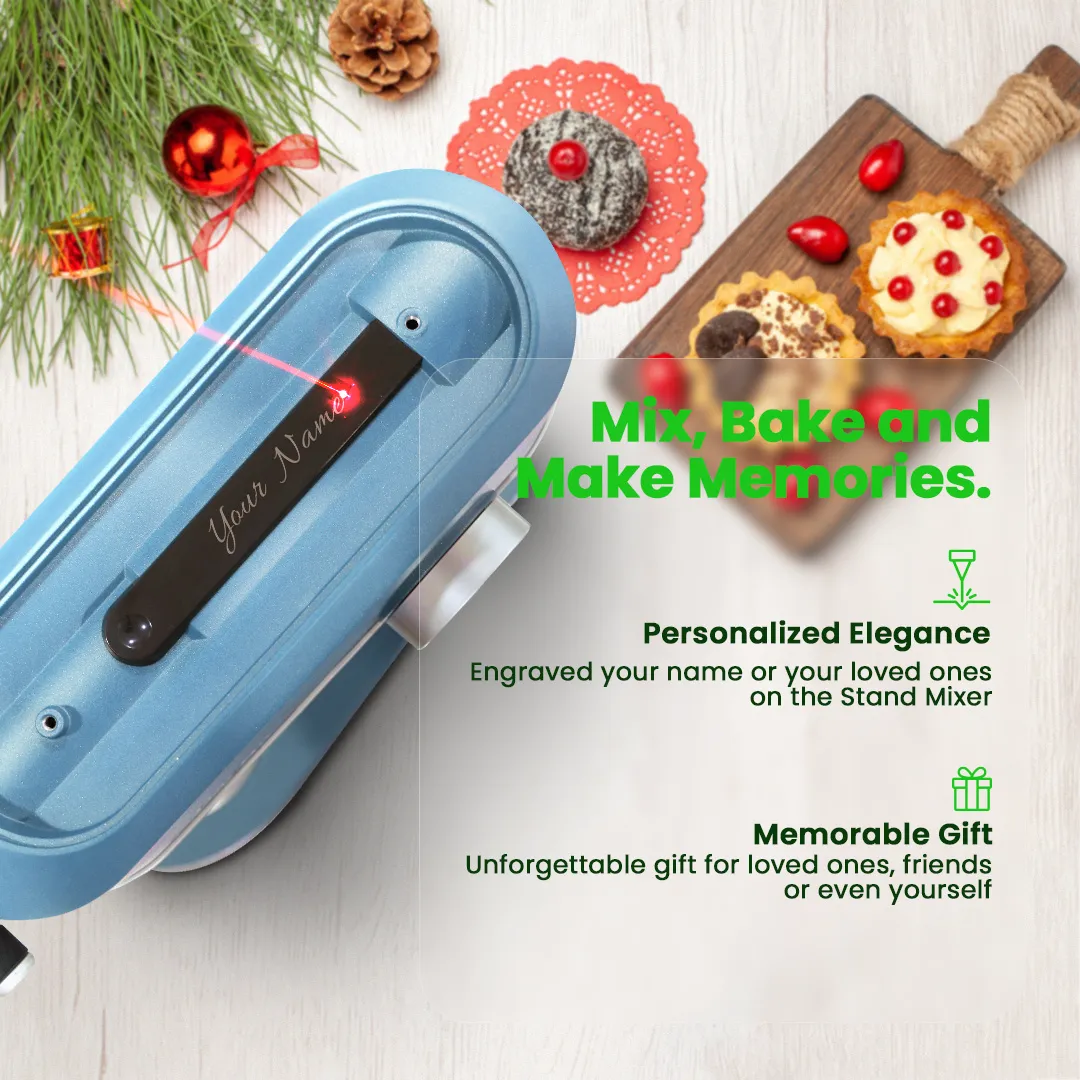 Your Name
Mix, Bake and
Make Memories.
Personalized Elegance
Engraved your name or your loved ones
on the Stand Mixer
Memorable Gift
Unforgettable gift for loved ones, friends
or even yourself